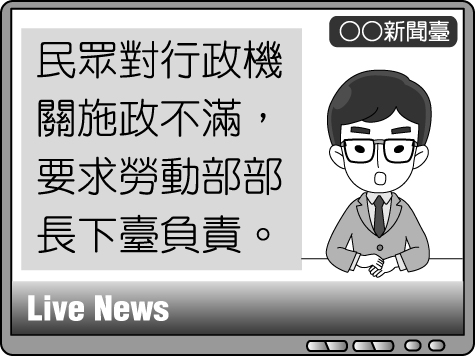 〇〇新聞臺
民眾對行政機
關施政不滿，
要求勞動部部
長下臺負責。
Live News